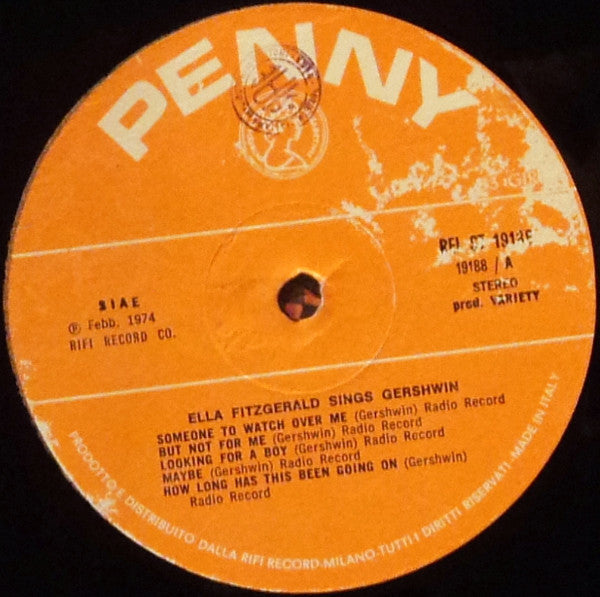 PENNY
19188 / A
STEREO
prod. VARIETY
SIAE
℗ Febb. 1974
RIFI RECORD CO.
ELLA FITZGERALD SINGS GERSHWIN
SOMEONE TO WATCH OVER ME (Gershwin) Radio Record
BUT NOT FOR ME (Gershwin) Radio Record
LOOKING FOR A BOY (Gershwin) Radio Record
MAYBE (Gershwin) Radio Record
HOW LONG HAS THIS BEEN GOING ON (Gershwin)
Radio Record
PRODOTTO E DISTRIBUITO DALLA RIFI RECORD-MILANO-TUTTI I DIRITTI RISERVATI-MADE IN ITALY